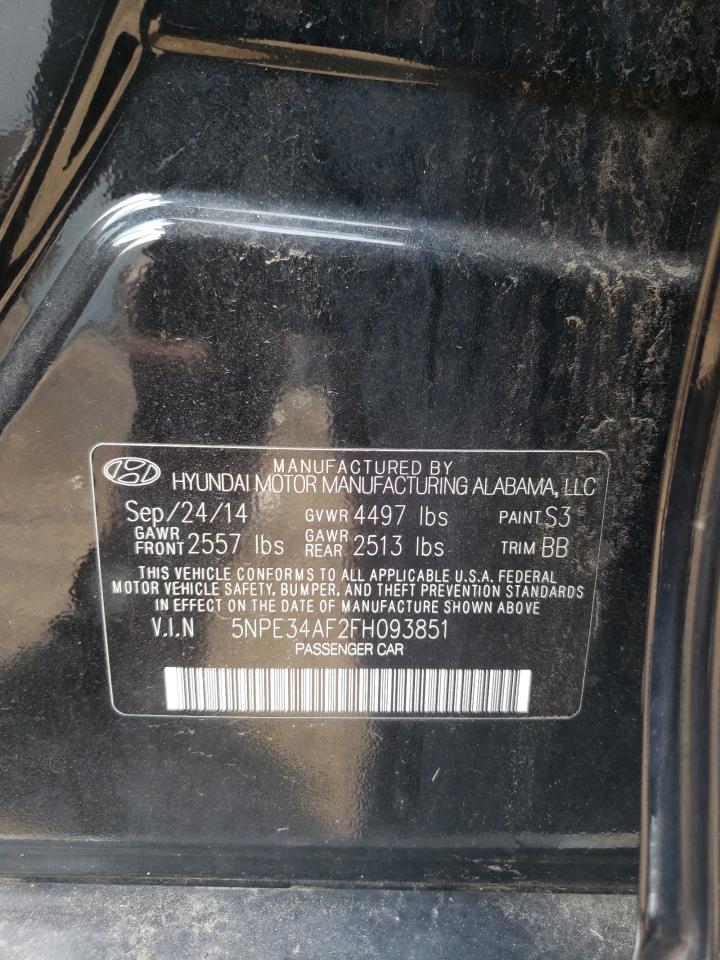 MANUFACTURED BY
HYUNDAI MOTOR MANUFACTURING ALABAMA, LLC
Sep/24/14 GVWR 4497 lbs PAINT S3
GAWR FRONT 2557 lbs GAWR REAR 2513 lbs TRIM BB
THIS VEHICLE CONFORMS TO ALL APPLICABLE U.S.A. FEDERAL
MOTOR VEHICLE SAFETY, BUMPER, AND THEFT PREVENTION STANDARDS
IN EFFECT ON THE DATE OF MANUFACTURE SHOWN ABOVE
V.I.N 5NPE34AF2FH093851
PASSENGER CAR